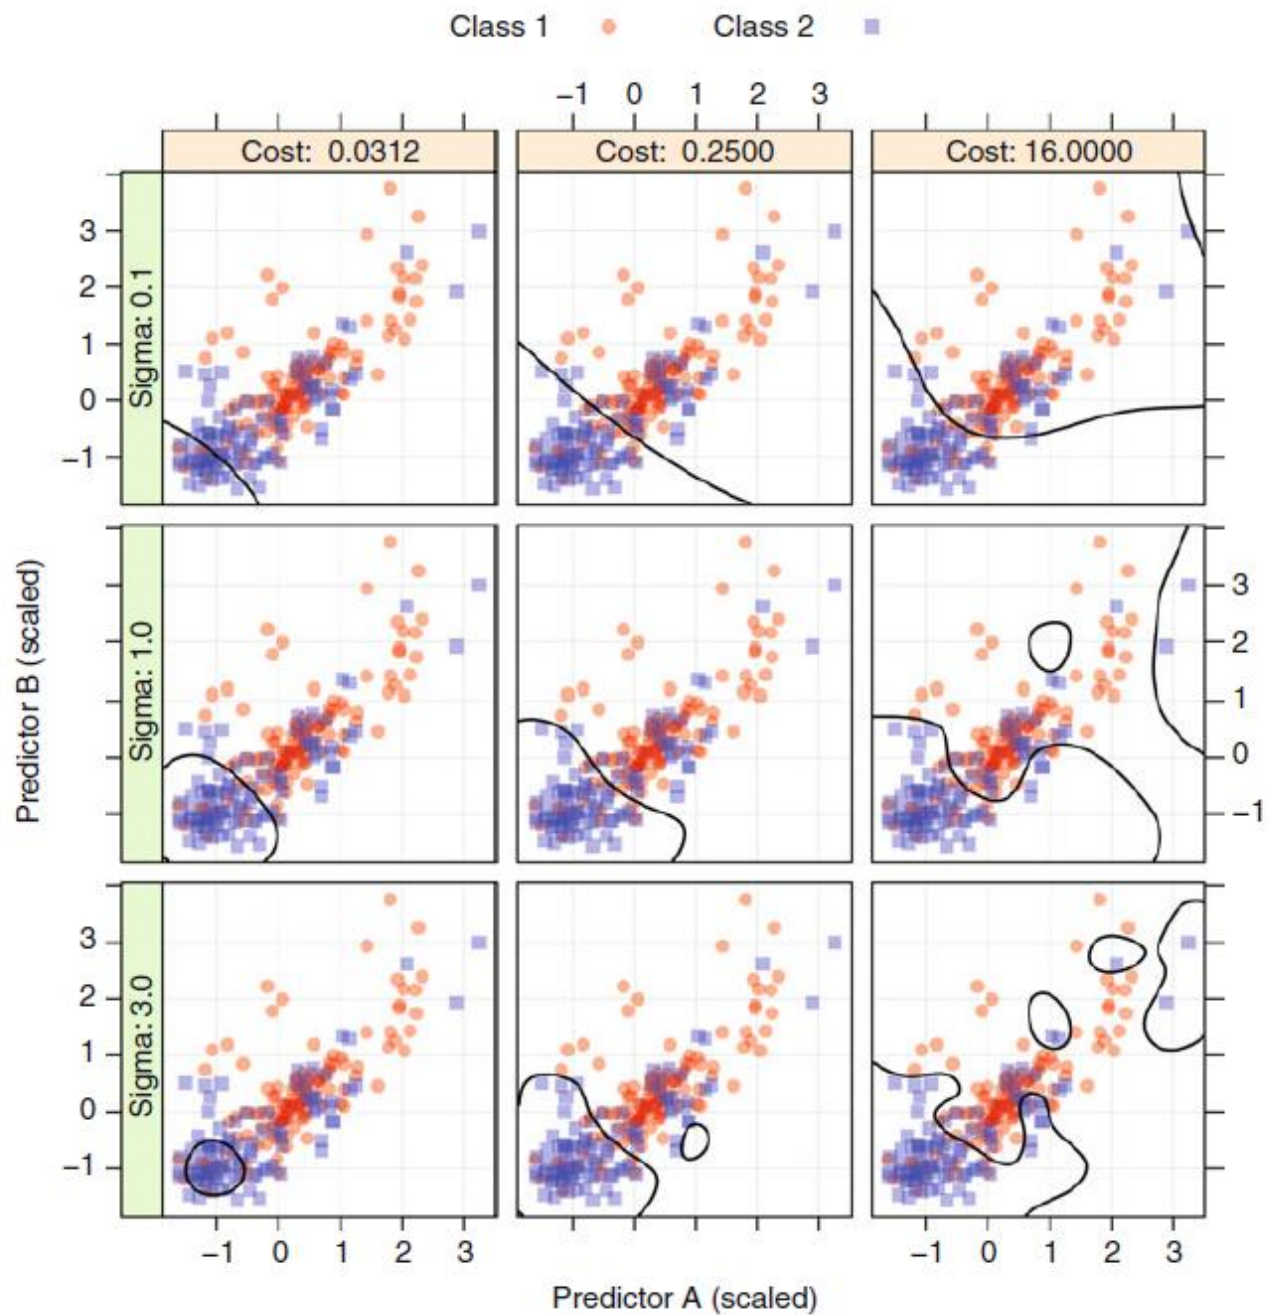 Class 1 Class 2
−1 0 1 2 3
Cost: 0.0312 Cost: 0.2500 Cost: 16.0000
Sigma: 0.1
3
2
1
0
−1
Predictor B (scaled)
Sigma: 1.0
3
2
1
0
−1
Sigma: 3.0
3
2
1
0
−1
−1 0 1 2 3 −1 0 1 2 3
Predictor A (scaled)